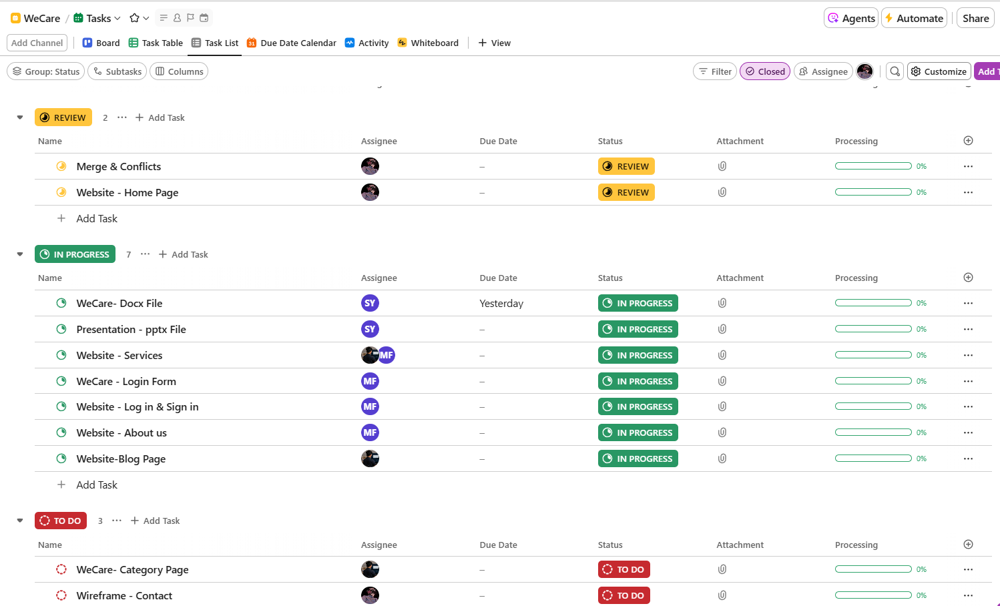 WeCare / Tasks
Agents Automate Share
Add Channel Board Task Table Task List 31 Due Date Calendar Activity Whiteboard + View
Group: Status Subtasks Columns Filter Closed Assignee Customize Add T
REVIEW 2 ... + Add Task
Name Assignee Due Date Status Attachment Processing
Merge & Conflicts – REVIEW 0% ...
Website - Home Page – REVIEW 0% ...
+ Add Task
IN PROGRESS 7 ... + Add Task
Name Assignee Due Date Status Attachment Processing
WeCare- Docx File SY Yesterday IN PROGRESS 0% ...
Presentation - pptx File SY – IN PROGRESS 0% ...
Website - Services MF – IN PROGRESS 0% ...
WeCare - Login Form MF – IN PROGRESS 0% ...
Website - Log in & Sign in MF – IN PROGRESS 0% ...
Website - About us MF – IN PROGRESS 0% ...
Website-Blog Page – IN PROGRESS 0% ...
+ Add Task
TO DO 3 ... + Add Task
Name Assignee Due Date Status Attachment Processing
WeCare- Category Page – TO DO 0% ...
Wireframe - Contact – TO DO 0% ...